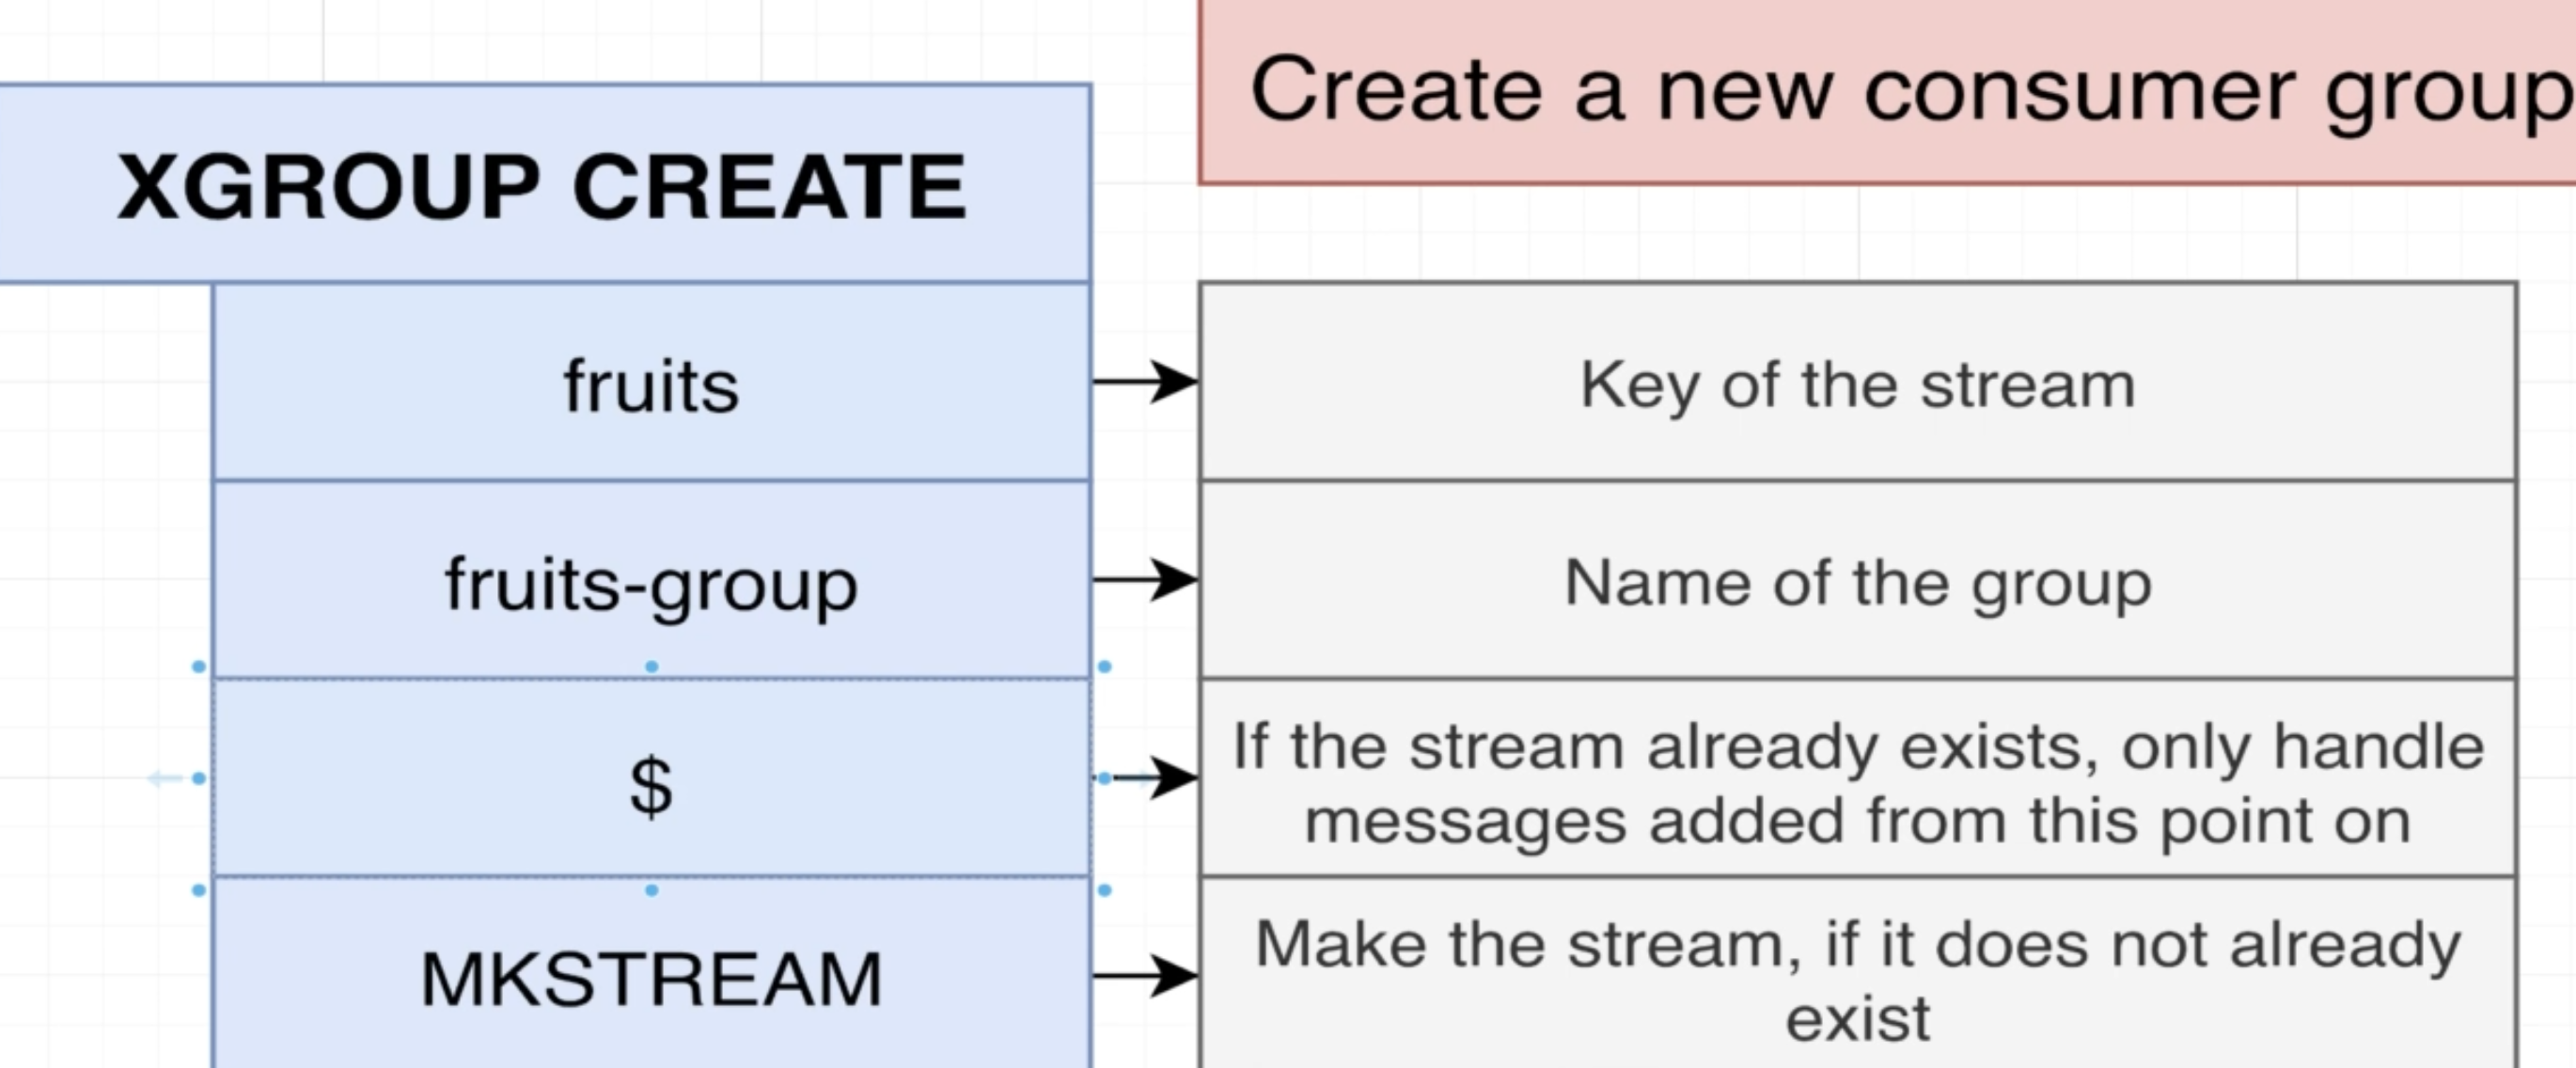 Create a new consumer group
XGROUP CREATE
fruits
Key of the stream
fruits-group
Name of the group
$
If the stream already exists, only handle
messages added from this point on
MKSTREAM
Make the stream, if it does not already
exist